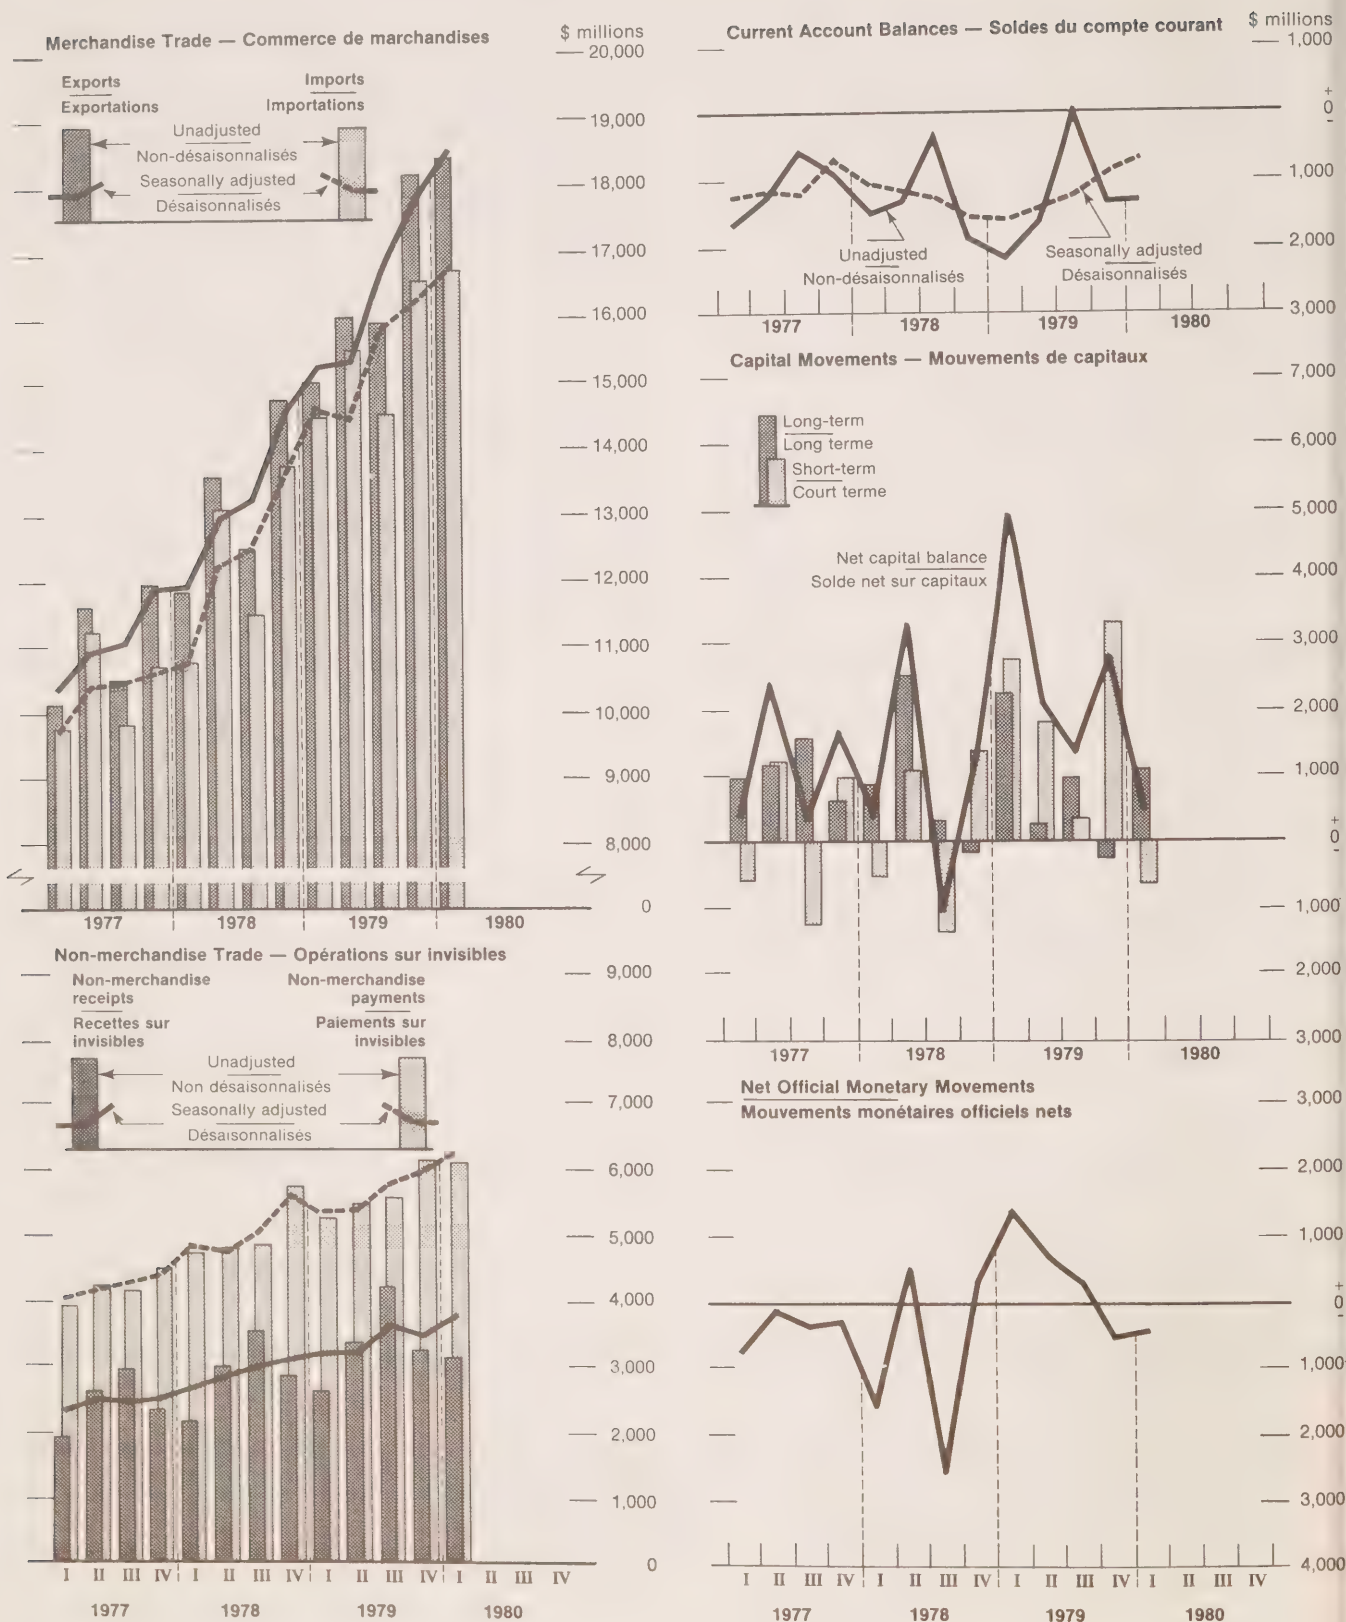 Merchandise Trade — Commerce de marchandises
$ millions
20,000
Exports
Exportations
Imports
Importations
Unadjusted
Non-désaisonnalisés
Seasonally adjusted
Désaisonnalisés
19,000
18,000
17,000
16,000
15,000
14,000
13,000
12,000
11,000
10,000
9,000
8,000
0
1977 1978 1979 1980
Non-merchandise Trade — Opérations sur invisibles
9,000
Non-merchandise
receipts
Recettes sur
invisibles
Non-merchandise
payments
Paiements sur
invisibles
Unadjusted
Non désaisonnalisés
Seasonally adjusted
Désaisonnalisés
8,000
7,000
6,000
5,000
4,000
3,000
2,000
1,000
0
I II III IV I II III IV I II III IV I II III IV
1977 1978 1979 1980
Current Account Balances — Soldes du compte courant
$ millions
1,000
+
0
-
1,000
2,000
3,000
Unadjusted
Non-désaisonnalisés
Seasonally adjusted
Désaisonnalisés
1977 1978 1979 1980
Capital Movements — Mouvements de capitaux
7,000
Long-term
Long terme
Short-term
Court terme
6,000
5,000
Net capital balance
Solde net sur capitaux
4,000
3,000
2,000
1,000
+
0
-
1,000
2,000
3,000
1977 1978 1979 1980
Net Official Monetary Movements
Mouvements monétaires officiels nets
3,000
2,000
1,000
+
0
-
1,000
2,000
3,000
4,000
I II III IV I II III IV I II III IV I II III IV
1977 1978 1979 1980